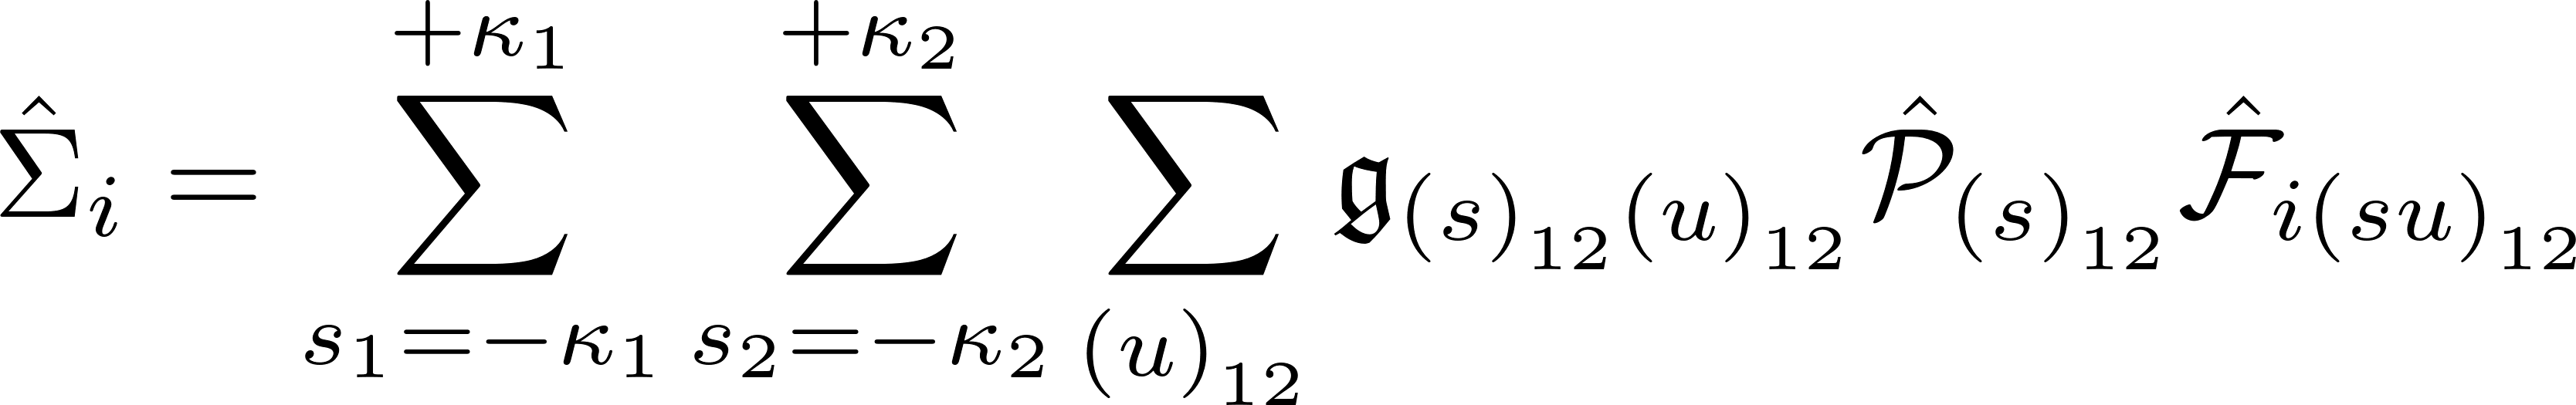 \hat{\Sigma}_i = \sum_{s_1=-\kappa_1}^{+\kappa_1} \sum_{s_2=-\kappa_2}^{+\kappa_2} \sum_{(u)_{12}} \mathfrak{g}_{(s)_{12}(u)_{12}} \hat{\mathcal{P}}_{(s)_{12}} \hat{\mathcal{F}}_{i(su)_{12}}